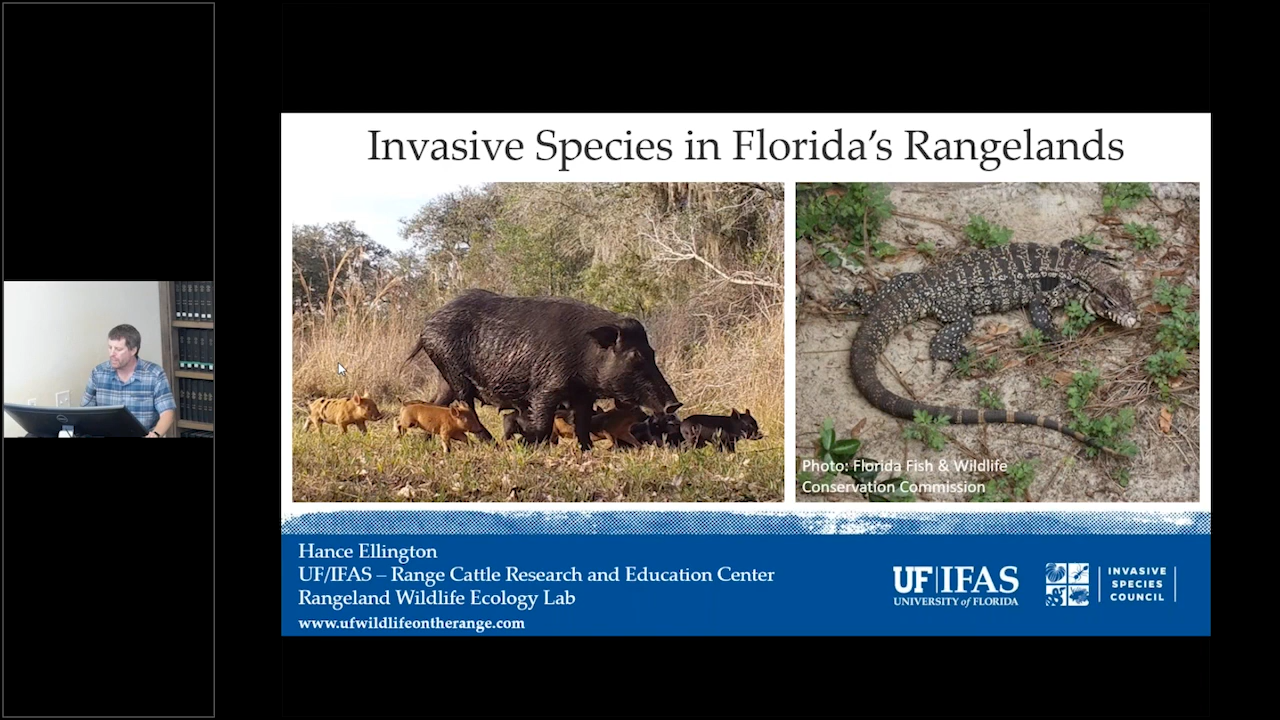 Invasive Species in Florida's Rangelands
Photo: Florida Fish & Wildlife
Conservation Commission
Hance Ellington
UF/IFAS – Range Cattle Research and Education Center
Rangeland Wildlife Ecology Lab
www.ufwildlifeontherange.com
UF|IFAS
UNIVERSITY of FLORIDA
INVASIVE
SPECIES
COUNCIL